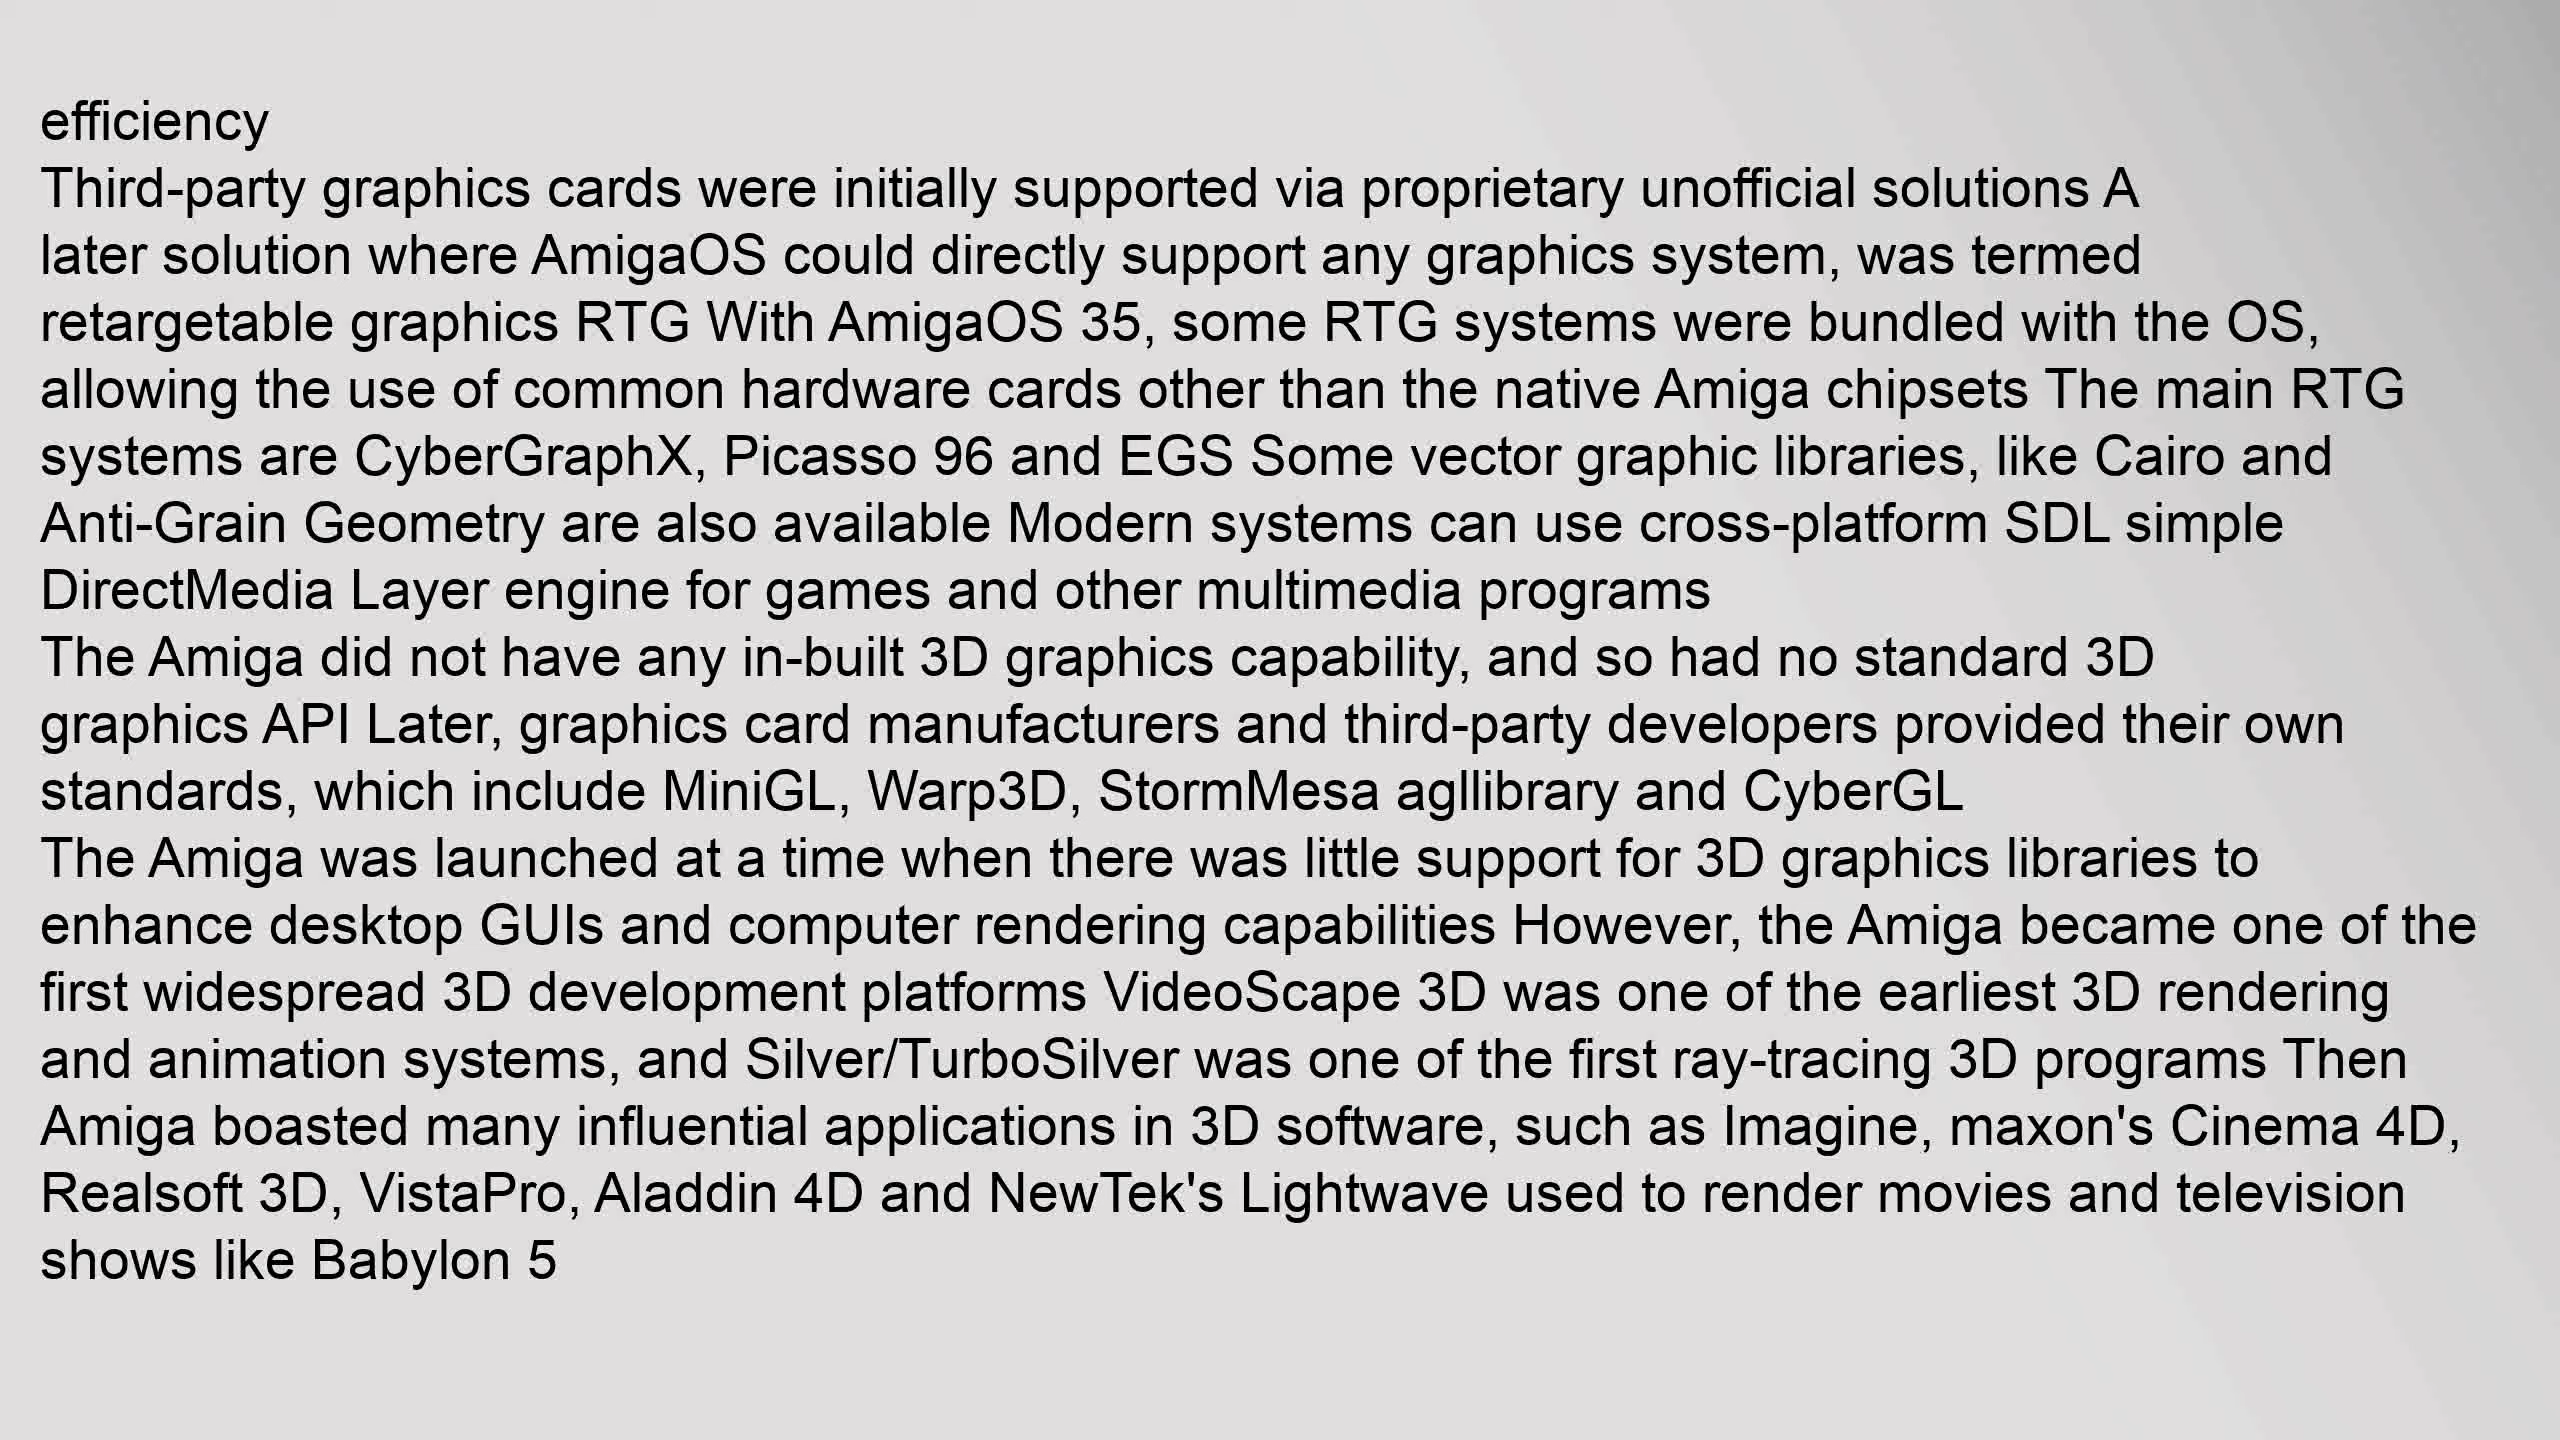 efficiency
Third-party graphics cards were initially supported via proprietary unofficial solutions A
later solution where AmigaOS could directly support any graphics system, was termed
retargetable graphics RTG With AmigaOS 35, some RTG systems were bundled with the OS,
allowing the use of common hardware cards other than the native Amiga chipsets The main RTG
systems are CyberGraphX, Picasso 96 and EGS Some vector graphic libraries, like Cairo and
Anti-Grain Geometry are also available Modern systems can use cross-platform SDL simple
DirectMedia Layer engine for games and other multimedia programs
The Amiga did not have any in-built 3D graphics capability, and so had no standard 3D
graphics API Later, graphics card manufacturers and third-party developers provided their own
standards, which include MiniGL, Warp3D, StormMesa agllibrary and CyberGL
The Amiga was launched at a time when there was little support for 3D graphics libraries to
enhance desktop GUIs and computer rendering capabilities However, the Amiga became one of the
first widespread 3D development platforms VideoScape 3D was one of the earliest 3D rendering
and animation systems, and Silver/TurboSilver was one of the first ray-tracing 3D programs Then
Amiga boasted many influential applications in 3D software, such as Imagine, maxon's Cinema 4D,
Realsoft 3D, VistaPro, Aladdin 4D and NewTek's Lightwave used to render movies and television
shows like Babylon 5